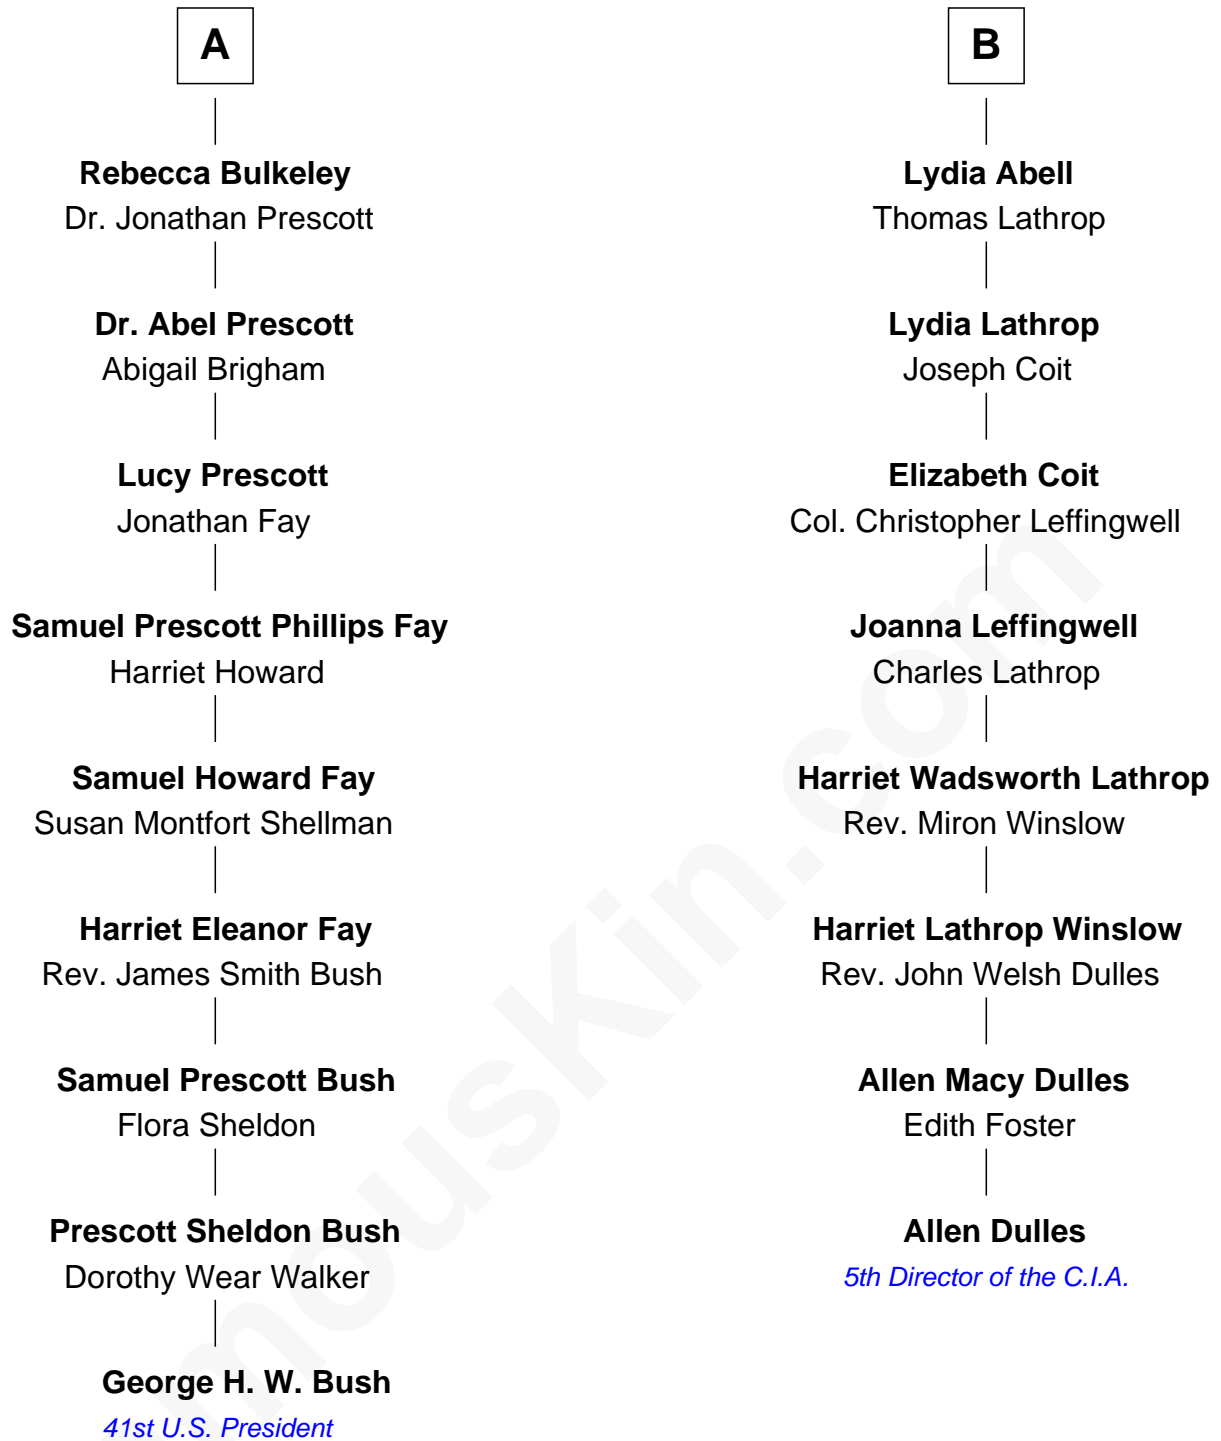 A
Rebecca Bulkeley
Dr. Jonathan Prescott
Dr. Abel Prescott
Abigail Brigham
Lucy Prescott
Jonathan Fay
Samuel Prescott Phillips Fay
Harriet Howard
Samuel Howard Fay
Susan Montfort Shellman
Harriet Eleanor Fay
Rev. James Smith Bush
Samuel Prescott Bush
Flora Sheldon
Prescott Sheldon Bush
Dorothy Wear Walker
George H. W. Bush
41st U.S. President
B
Lydia Abell
Thomas Lathrop
Lydia Lathrop
Joseph Coit
Elizabeth Coit
Col. Christopher Leffingwell
Joanna Leffingwell
Charles Lathrop
Harriet Wadsworth Lathrop
Rev. Miron Winslow
Harriet Lathrop Winslow
Rev. John Welsh Dulles
Allen Macy Dulles
Edith Foster
Allen Dulles
5th Director of the C.I.A.
mousKin.com